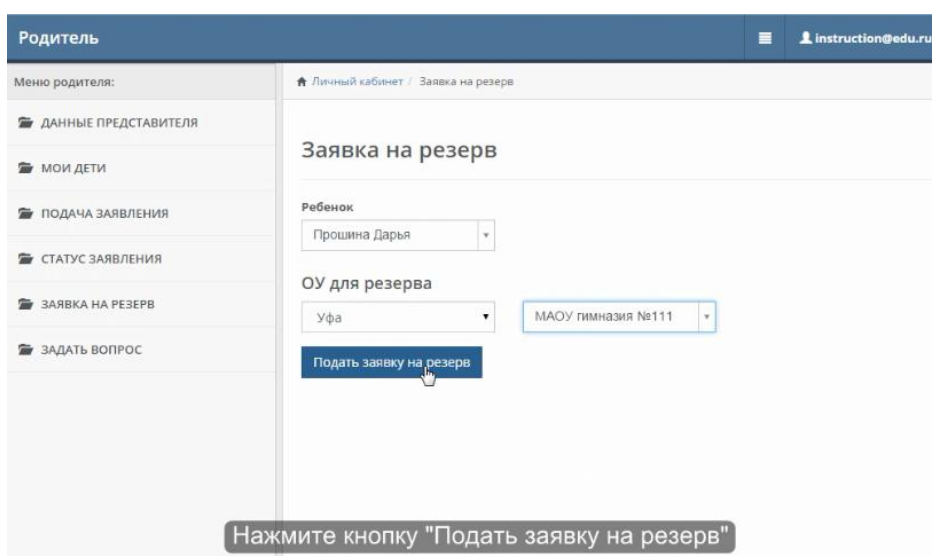 Родитель
instruction@edu.ru
Меню родителя:
Личный кабинет / Заявка на резерв
ДАННЫЕ ПРЕДСТАВИТЕЛЯ
МОИ ДЕТИ
ПОДАЧА ЗАЯВЛЕНИЯ
СТАТУС ЗАЯВЛЕНИЯ
ЗАЯВКА НА РЕЗЕРВ
ЗАДАТЬ ВОПРОС
Заявка на резерв
Ребенок
Прошина Дарья
ОУ для резерва
Уфа
МАОУ гимназия №111
Подать заявку на резерв
Нажмите кнопку "Подать заявку на резерв"